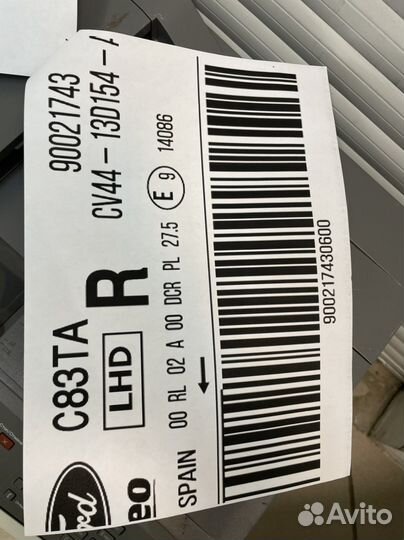 C83TA
90021743
LHD
R
CV44-13D154-A
Ford
eo
SPAIN
00 RL 02 A 00 DCR PL 27.5 E 9 14086
900217430600
Avito